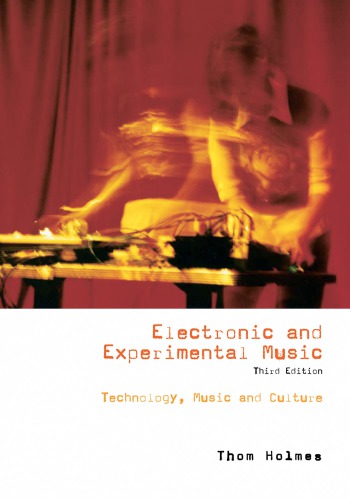 Electronic and
Experimental Music
Third Edition
Technology, Music and Culture
Thom Holmes